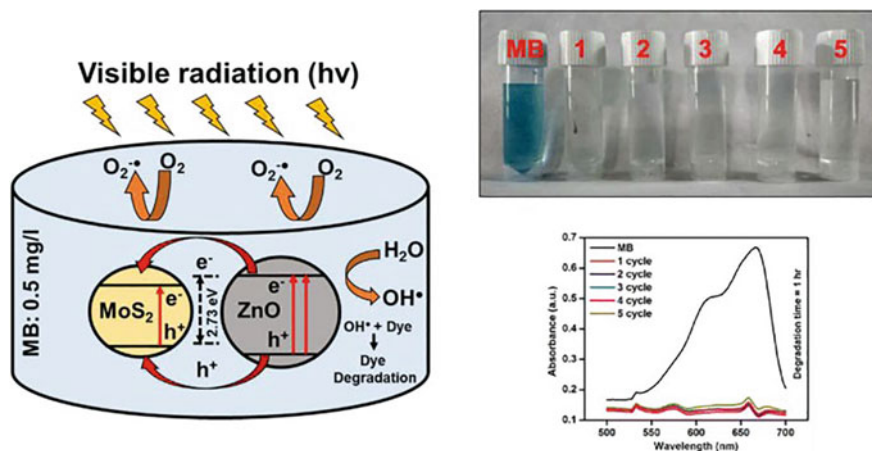 Visible radiation (hν)
O₂⁻• O₂ O₂⁻• O₂
MB: 0.5 mg/l
H₂O
e⁻
MoS₂ e⁻ 2.73 eV e⁻ ZnO
OH•
h⁺ h⁺
OH• + Dye
h⁺
Dye
Degradation
MB 1 2 3 4 5
0.7
0.6
0.5
0.4
0.3
0.2
0.1
Absorbance (a.u.)
MB
1 cycle
2 cycle
3 cycle
4 cycle
5 cycle
Degradation time = 1 hr
500 550 600 650 700
Wavelength (nm)